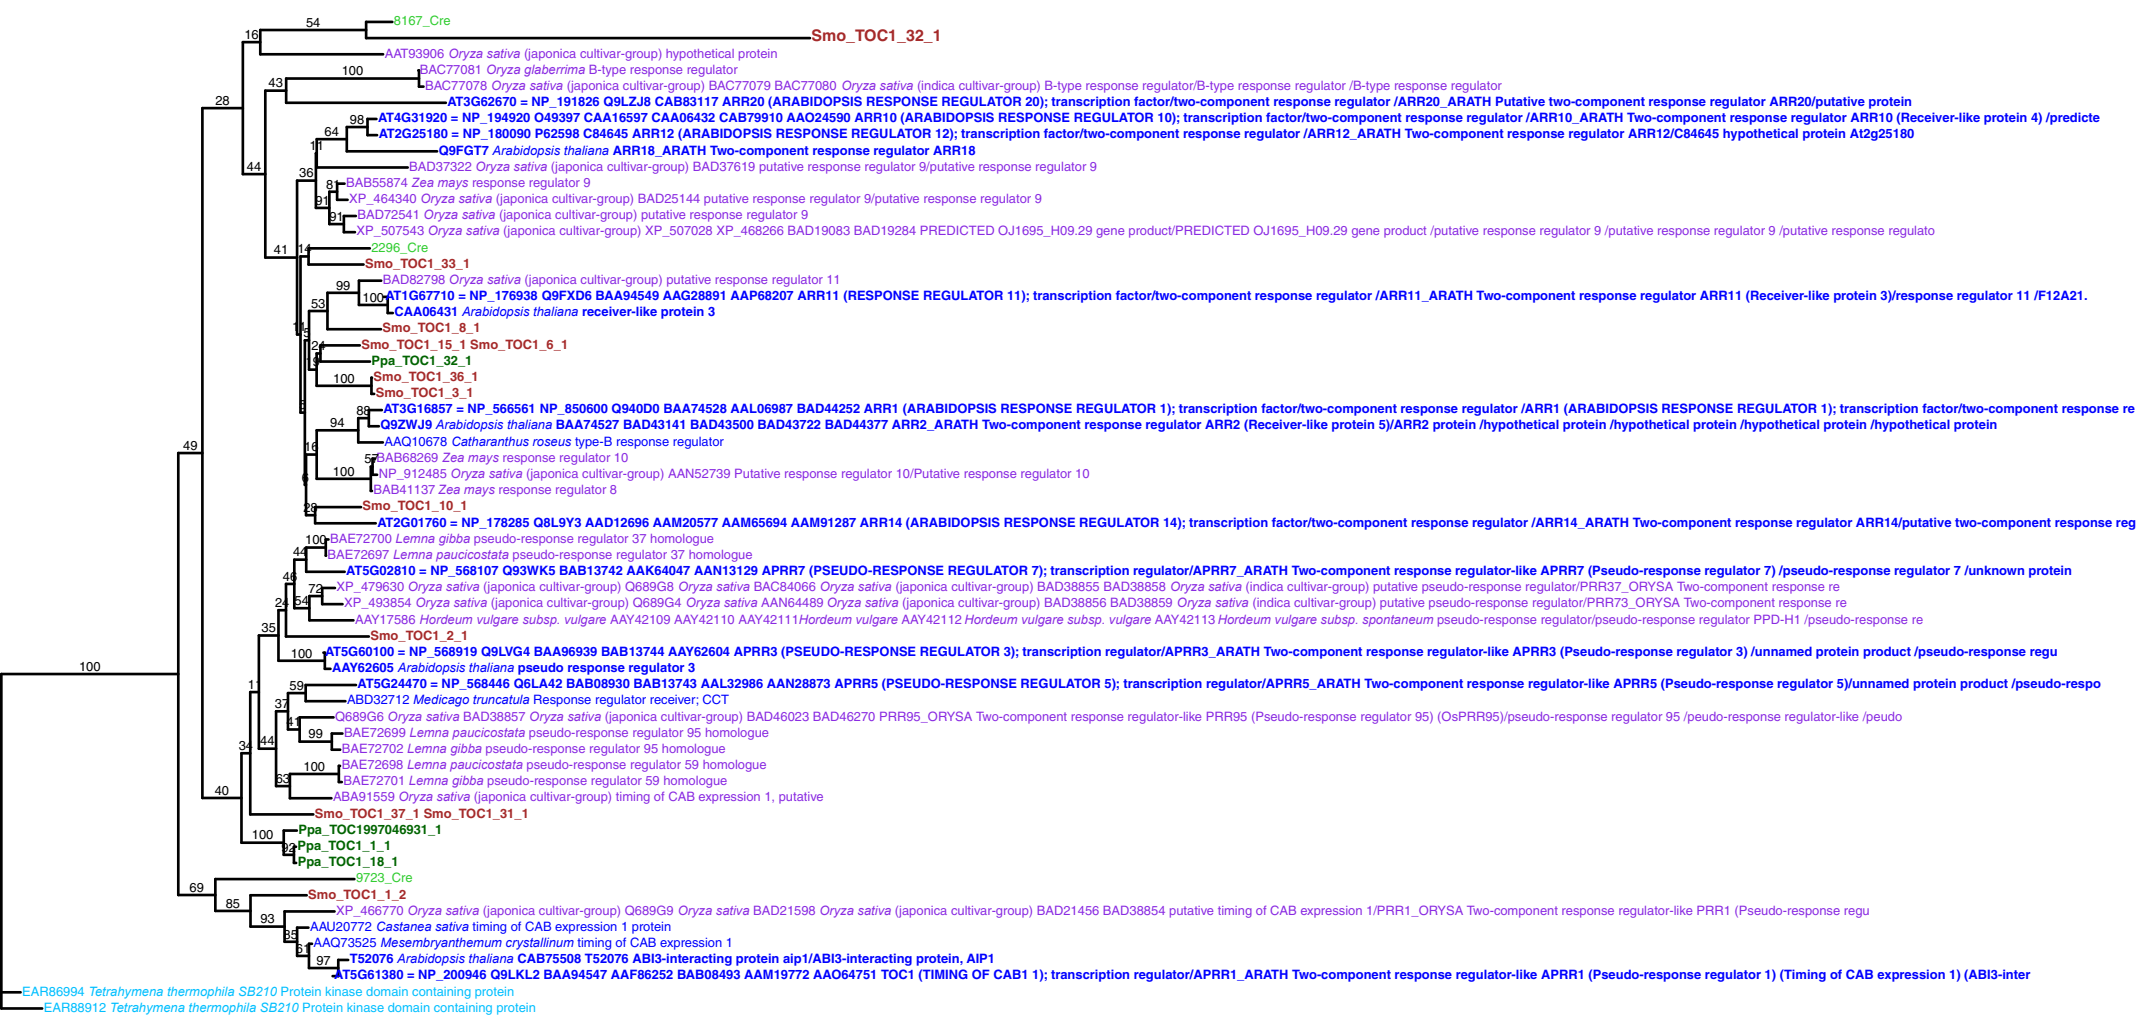 54
8167_Cre
Smo_TOC1_32_1
16
AAT93906 Oryza sativa (japonica cultivar-group) hypothetical protein
100
BAC77081 Oryza glaberrima B-type response regulator
43
BAC77078 Oryza sativa (japonica cultivar-group) BAC77079 BAC77080 Oryza sativa (indica cultivar-group) B-type response regulator/B-type response regulator /B-type response regulator
28
AT3G62670 = NP_191826 Q9LZJ8 CAB83117 ARR20 (ARABIDOPSIS RESPONSE REGULATOR 20); transcription factor/two-component response regulator /ARR20_ARATH Putative two-component response regulator ARR20/putative protein
98
AT4G31920 = NP_194920 O49397 CAA16597 CAA06432 CAB79910 AAO24590 ARR10 (ARABIDOPSIS RESPONSE REGULATOR 10); transcription factor/two-component response regulator /ARR10_ARATH Two-component response regulator ARR10 (Receiver-like protein 4) /predicte
64
AT2G25180 = NP_180090 P62598 C84645 ARR12 (ARABIDOPSIS RESPONSE REGULATOR 12); transcription factor/two-component response regulator /ARR12_ARATH Two-component response regulator ARR12/C84645 hypothetical protein At2g25180
11
Q9FGT7 Arabidopsis thaliana ARR18_ARATH Two-component response regulator ARR18
44
BAD37322 Oryza sativa (japonica cultivar-group) BAD37619 putative response regulator 9/putative response regulator 9
36
81
BAB55874 Zea mays response regulator 9
91
XP_464340 Oryza sativa (japonica cultivar-group) BAD25144 putative response regulator 9/putative response regulator 9
91
BAD72541 Oryza sativa (japonica cultivar-group) putative response regulator 9
XP_507543 Oryza sativa (japonica cultivar-group) XP_507028 XP_468266 BAD19083 BAD19284 PREDICTED OJ1695_H09.29 gene product/PREDICTED OJ1695_H09.29 gene product /putative response regulator 9 /putative response regulator 9 /putative response regulato
41
14
2296_Cre
Smo_TOC1_33_1
BAD82798 Oryza sativa (japonica cultivar-group) putative response regulator 11
99
100
AT1G67710 = NP_176938 Q9FXD6 BAA94549 AAG28891 AAP68207 ARR11 (RESPONSE REGULATOR 11); transcription factor/two-component response regulator /ARR11_ARATH Two-component response regulator ARR11 (Receiver-like protein 3)/response regulator 11 /F12A21.
53
CAA06431 Arabidopsis thaliana receiver-like protein 3
Smo_TOC1_8_1
24
Smo_TOC1_15_1 Smo_TOC1_6_1
Ppa_TOC1_32_1
100
Smo_TOC1_36_1
Smo_TOC1_3_1
88
AT3G16857 = NP_566561 NP_850600 Q940D0 BAA74528 AAL06987 BAD44252 ARR1 (ARABIDOPSIS RESPONSE REGULATOR 1); transcription factor/two-component response regulator /ARR1 (ARABIDOPSIS RESPONSE REGULATOR 1); transcription factor/two-component response re
94
Q9ZWJ9 Arabidopsis thaliana BAA74527 BAD43141 BAD43500 BAD43722 BAD44377 ARR2_ARATH Two-component response regulator ARR2 (Receiver-like protein 5)/ARR2 protein /hypothetical protein /hypothetical protein /hypothetical protein /hypothetical protein
AAQ10678 Catharanthus roseus type-B response regulator
49
16
57
BAB68269 Zea mays response regulator 10
100
NP_912485 Oryza sativa (japonica cultivar-group) AAN52739 Putative response regulator 10/Putative response regulator 10
BAB41137 Zea mays response regulator 8
Smo_TOC1_10_1
AT2G01760 = NP_178285 Q8L9Y3 AAD12696 AAM20577 AAM65694 AAM91287 ARR14 (ARABIDOPSIS RESPONSE REGULATOR 14); transcription factor/two-component response regulator /ARR14_ARATH Two-component response regulator ARR14/putative two-component response reg
100
BAE72700 Lemna gibba pseudo-response regulator 37 homologue
44
BAE72697 Lemna paucicostata pseudo-response regulator 37 homologue
AT5G02810 = NP_568107 Q93WK5 BAB13742 AAK64047 AAN13129 APRR7 (PSEUDO-RESPONSE REGULATOR 7); transcription regulator/APRR7_ARATH Two-component response regulator-like APRR7 (Pseudo-response regulator 7) /pseudo-response regulator 7 /unknown protein
46
72
XP_479630 Oryza sativa (japonica cultivar-group) Q689G8 Oryza sativa BAC84066 Oryza sativa (japonica cultivar-group) BAD38855 BAD38858 Oryza sativa (indica cultivar-group) putative pseudo-response regulator/PRR37_ORYSA Two-component response re
24
54
XP_493854 Oryza sativa (japonica cultivar-group) Q689G4 Oryza sativa AAN64489 Oryza sativa (japonica cultivar-group) BAD38856 BAD38859 Oryza sativa (indica cultivar-group) putative pseudo-response regulator/PRR73_ORYSA Two-component response re
AAY17586 Hordeum vulgare subsp. vulgare AAY42109 AAY42110 AAY42111Hordeum vulgare AAY42112 Hordeum vulgare subsp. vulgare AAY42113 Hordeum vulgare subsp. spontaneum pseudo-response regulator/pseudo-response regulator PPD-H1 /pseudo-response re
35
Smo_TOC1_2_1
100
AT5G60100 = NP_568919 Q9LVG4 BAA96939 BAB13744 AAY62604 APRR3 (PSEUDO-RESPONSE REGULATOR 3); transcription regulator/APRR3_ARATH Two-component response regulator-like APRR3 (Pseudo-response regulator 3) /unnamed protein product /pseudo-response regu
100
AAY62605 Arabidopsis thaliana pseudo response regulator 3
11
59
AT5G24470 = NP_568446 Q6LA42 BAB08930 BAB13743 AAL32986 AAN28873 APRR5 (PSEUDO-RESPONSE REGULATOR 5); transcription regulator/APRR5_ARATH Two-component response regulator-like APRR5 (Pseudo-response regulator 5)/unnamed protein product /pseudo-respo
37
ABD32712 Medicago truncatula Response regulator receiver; CCT
41
Q689G6 Oryza sativa BAD38857 Oryza sativa (japonica cultivar-group) BAD46023 BAD46270 PRR95_ORYSA Two-component response regulator-like PRR95 (Pseudo-response regulator 95) (OsPRR95)/pseudo-response regulator 95 /peudo-response regulator-like /peudo
99
BAE72699 Lemna paucicostata pseudo-response regulator 95 homologue
34
44
BAE72702 Lemna gibba pseudo-response regulator 95 homologue
100
BAE72698 Lemna paucicostata pseudo-response regulator 59 homologue
63
BAE72701 Lemna gibba pseudo-response regulator 59 homologue
40
ABA91559 Oryza sativa (japonica cultivar-group) timing of CAB expression 1, putative
Smo_TOC1_37_1 Smo_TOC1_31_1
100
Ppa_TOC1997046931_1
92
Ppa_TOC1_1_1
Ppa_TOC1_18_1
9723_Cre
69
Smo_TOC1_1_2
85
XP_466770 Oryza sativa (japonica cultivar-group) Q689G9 Oryza sativa BAD21598 Oryza sativa (japonica cultivar-group) BAD21456 BAD38854 putative timing of CAB expression 1/PRR1_ORYSA Two-component response regulator-like PRR1 (Pseudo-response regu
93
AAU20772 Castanea sativa timing of CAB expression 1 protein
85
AAQ73525 Mesembryanthemum crystallinum timing of CAB expression 1
61
97
T52076 Arabidopsis thaliana CAB75508 T52076 ABI3-interacting protein aip1/ABI3-interacting protein, AIP1
AT5G61380 = NP_200946 Q9LKL2 BAA94547 AAF86252 BAB08493 AAM19772 AAO64751 TOC1 (TIMING OF CAB1 1); transcription regulator/APRR1_ARATH Two-component response regulator-like APRR1 (Pseudo-response regulator 1) (Timing of CAB expression 1) (ABI3-inter
EAR86994 Tetrahymena thermophila SB210 Protein kinase domain containing protein
EAR88912 Tetrahymena thermophila SB210 Protein kinase domain containing protein